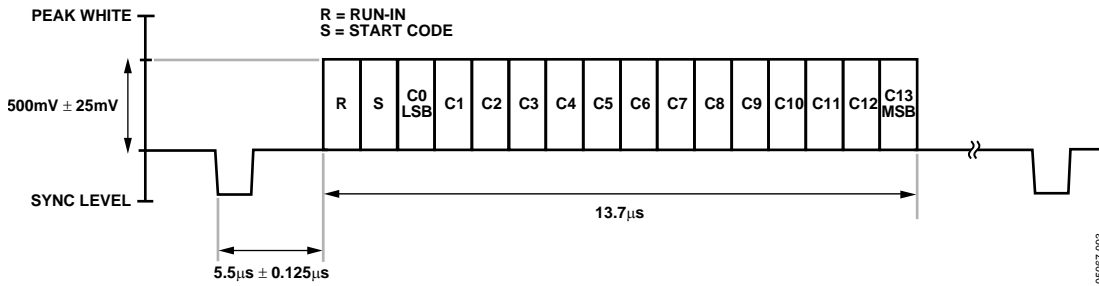 PEAK WHITE
R = RUN-IN
S = START CODE
500mV ± 25mV
R
S
C0
LSB
C1
C2
C3
C4
C5
C6
C7
C8
C9
C10
C11
C12
C13
MSB
SYNC LEVEL
13.7μs
5.5μs ± 0.125μs